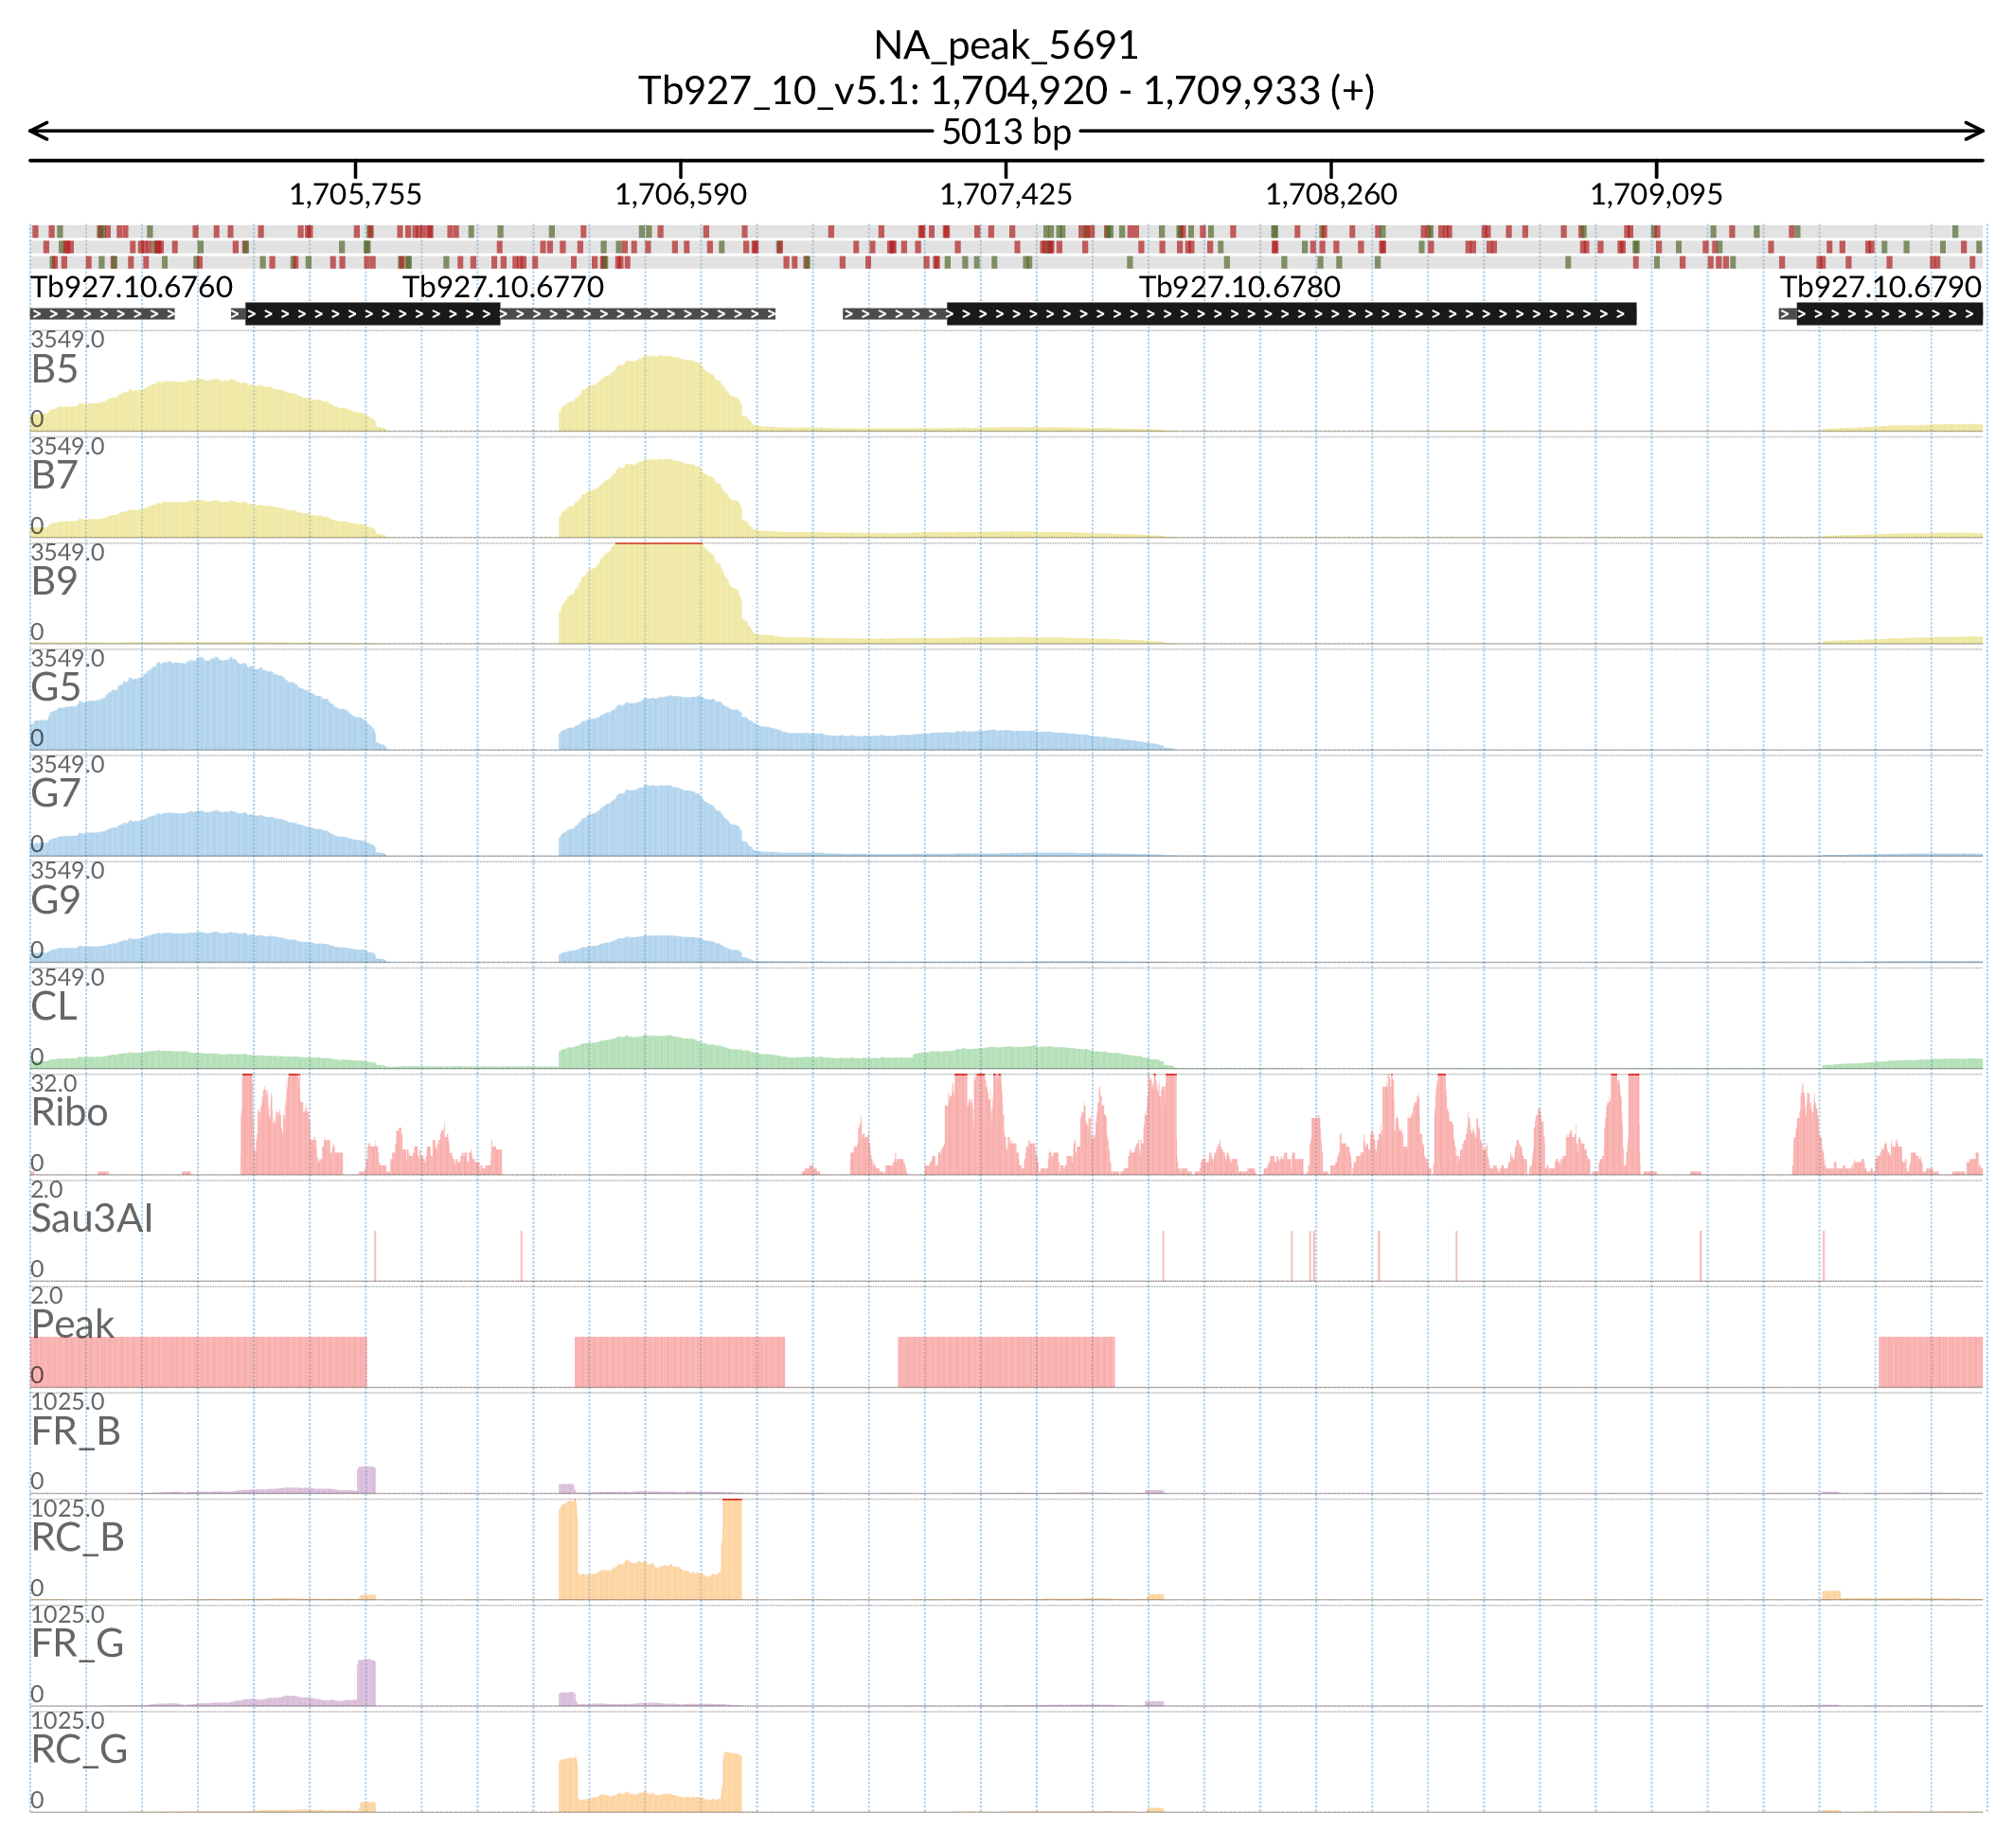 NA_peak_5691
Tb927_10_v5.1: 1,704,920 - 1,709,933 (+)
5013 bp
1,705,755 1,706,590 1,707,425 1,708,260 1,709,095
Tb927.10.6760 Tb927.10.6770 Tb927.10.6780 Tb927.10.6790
3549.0
B5
0
3549.0
B7
0
3549.0
B9
0
3549.0
G5
0
3549.0
G7
0
3549.0
G9
0
3549.0
CL
0
32.0
Ribo
0
2.0
Sau3AI
0
2.0
Peak
0
1025.0
FR_B
0
1025.0
RC_B
0
1025.0
FR_G
0
1025.0
RC_G
0